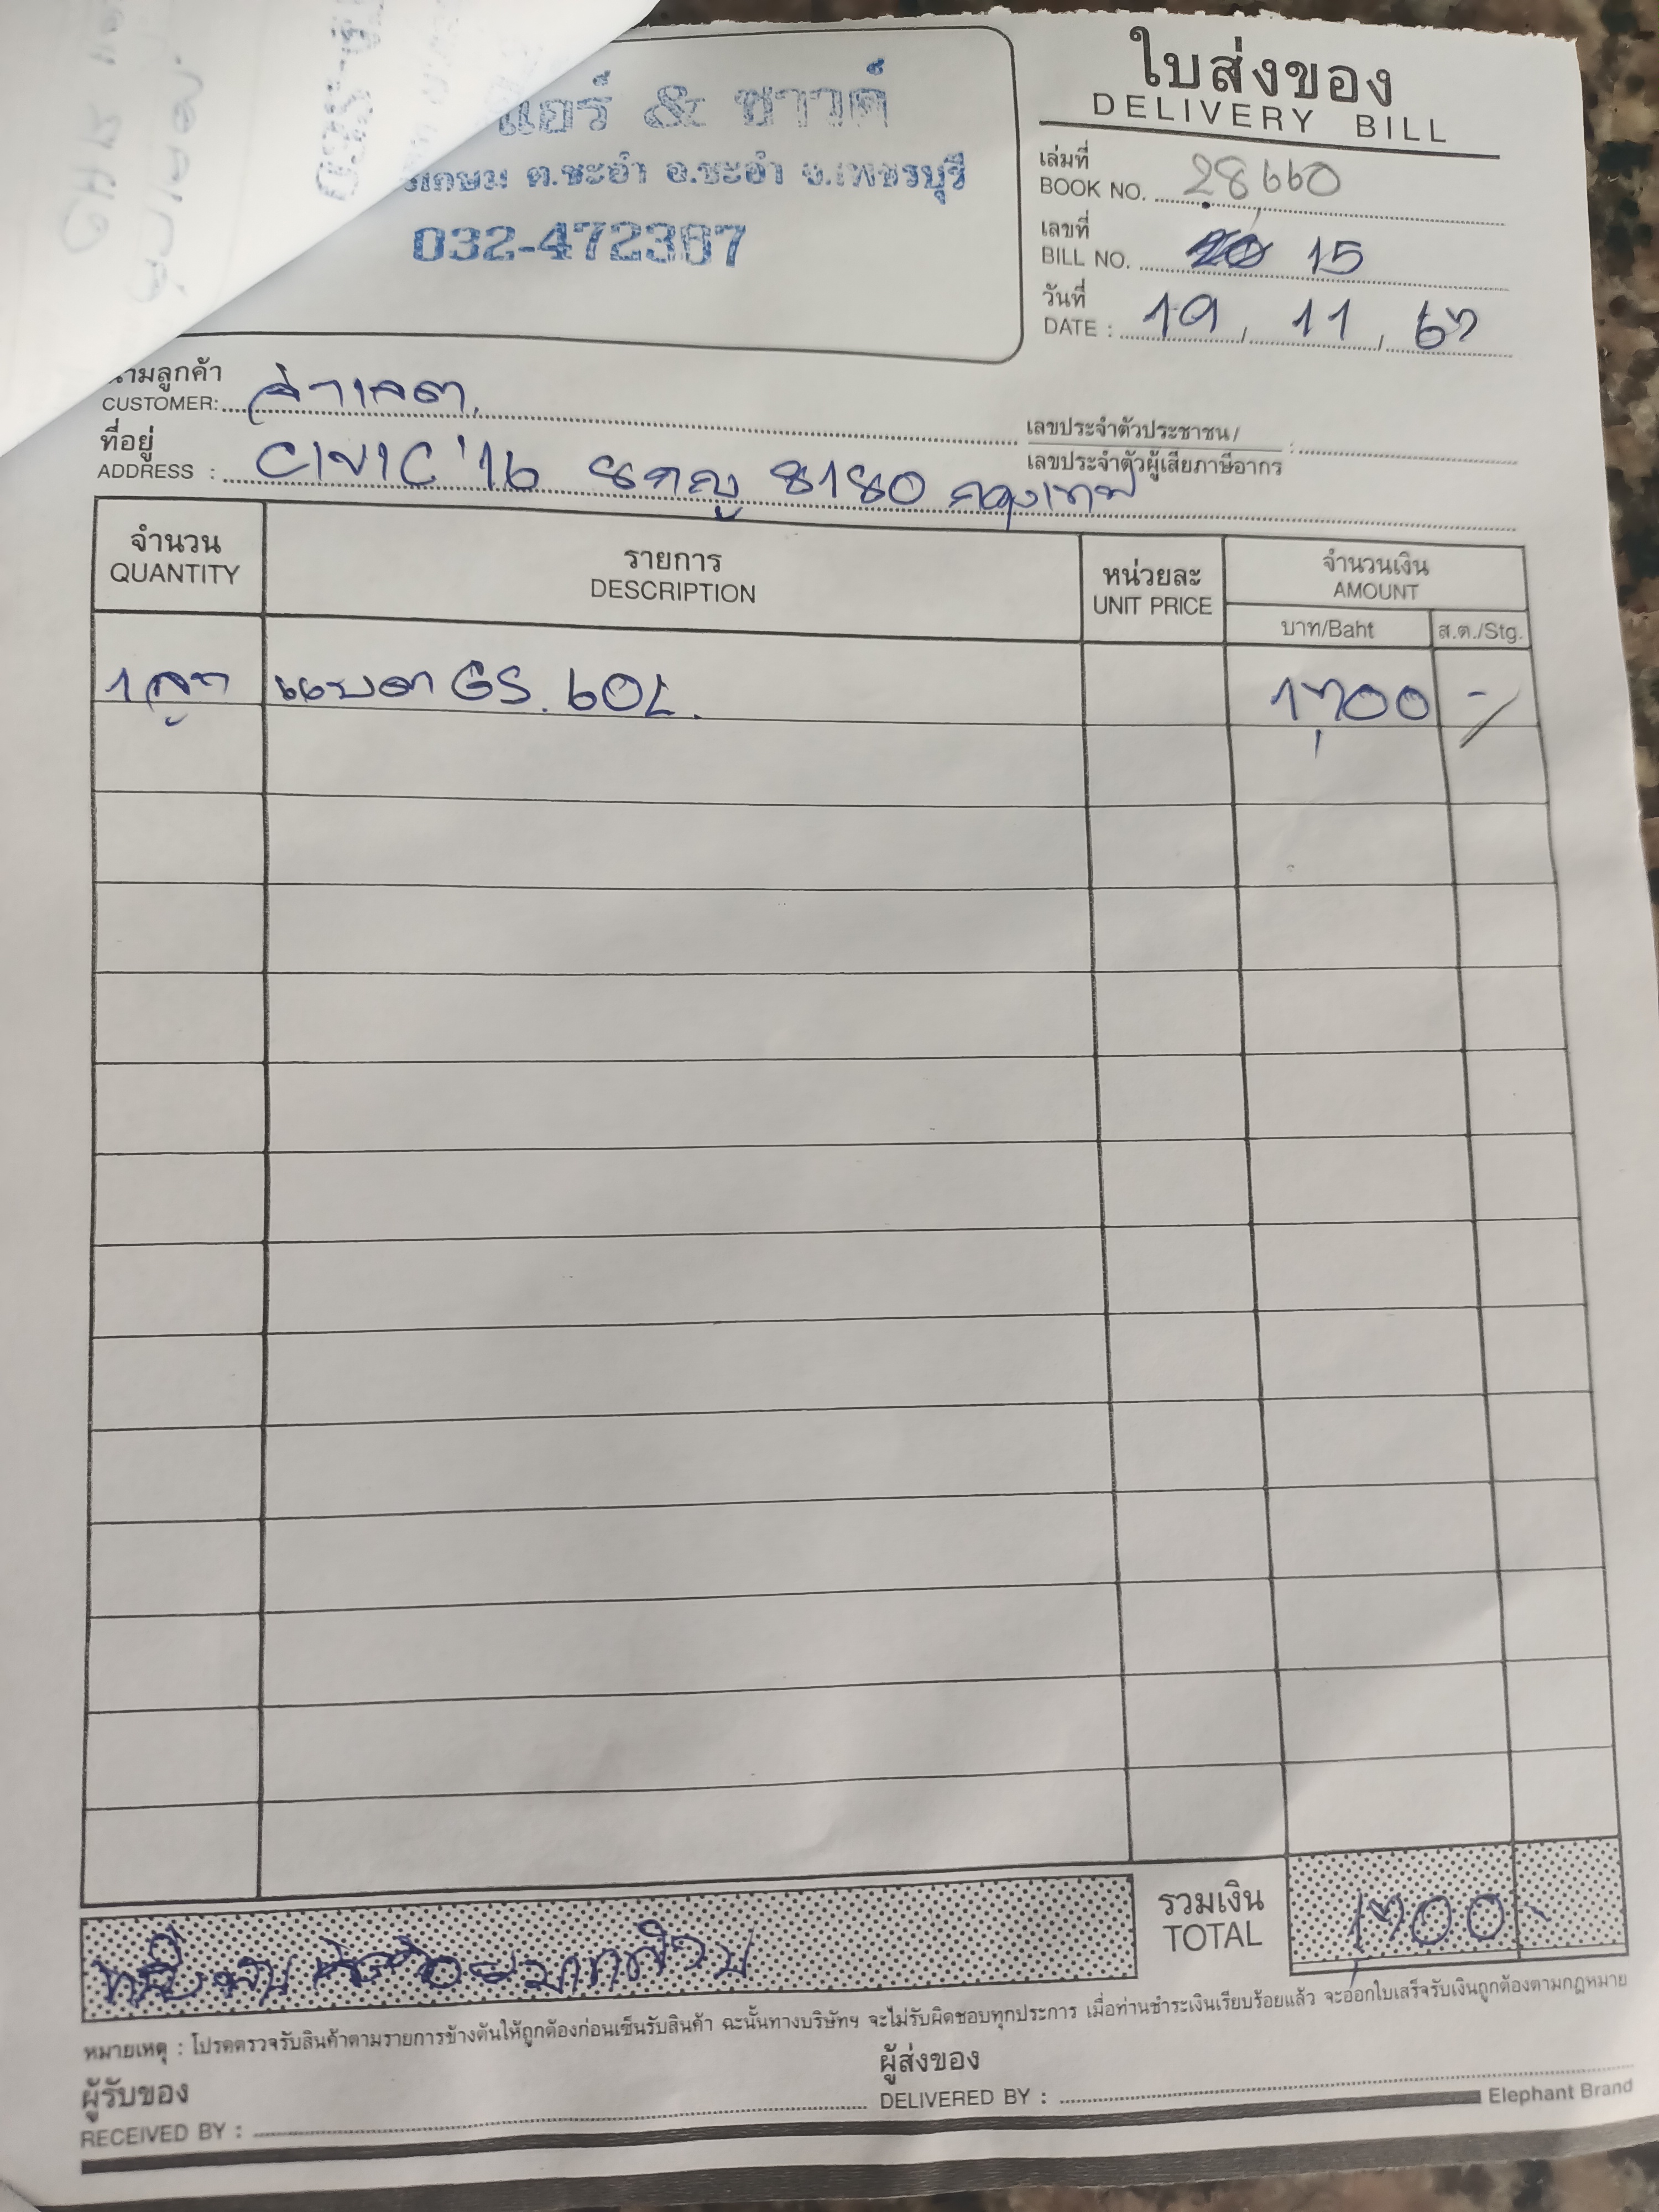 แอร์ & ซาวด์
ต.ชะอำ อ.ชะอำ จ.เพชรบุรี
032-472367
ใบส่งของ
DELIVERY BILL
เล่มที่
BOOK NO. 28,660
เลขที่
BILL NO. 15
วันที่
DATE : 19 / 11 / 67
นามลูกค้า
CUSTOMER:
เลขประจำตัวประชาชน/
เลขประจำตัวผู้เสียภาษีอากร :
ที่อยู่
ADDRESS : CIVIC '16 8180 กรุงเทพ
จำนวน
QUANTITY
รายการ
DESCRIPTION
หน่วยละ
UNIT PRICE
จำนวนเงิน
AMOUNT
บาท/Baht ส.ต./Stg.
1 ลูก แบต GS. 60L. 1,700 -
รวมเงิน
TOTAL 1,700 -
หมายเหตุ : โปรดตรวจรับสินค้าตามรายการข้างต้นให้ถูกต้องก่อนเซ็นรับสินค้า ฉะนั้นทางบริษัทฯ จะไม่รับผิดชอบทุกประการ เมื่อท่านชำระเงินเรียบร้อยแล้ว จะออกใบเสร็จรับเงินถูกต้องตามกฎหมาย
ผู้รับของ
RECEIVED BY :
ผู้ส่งของ
DELIVERED BY :
Elephant Brand